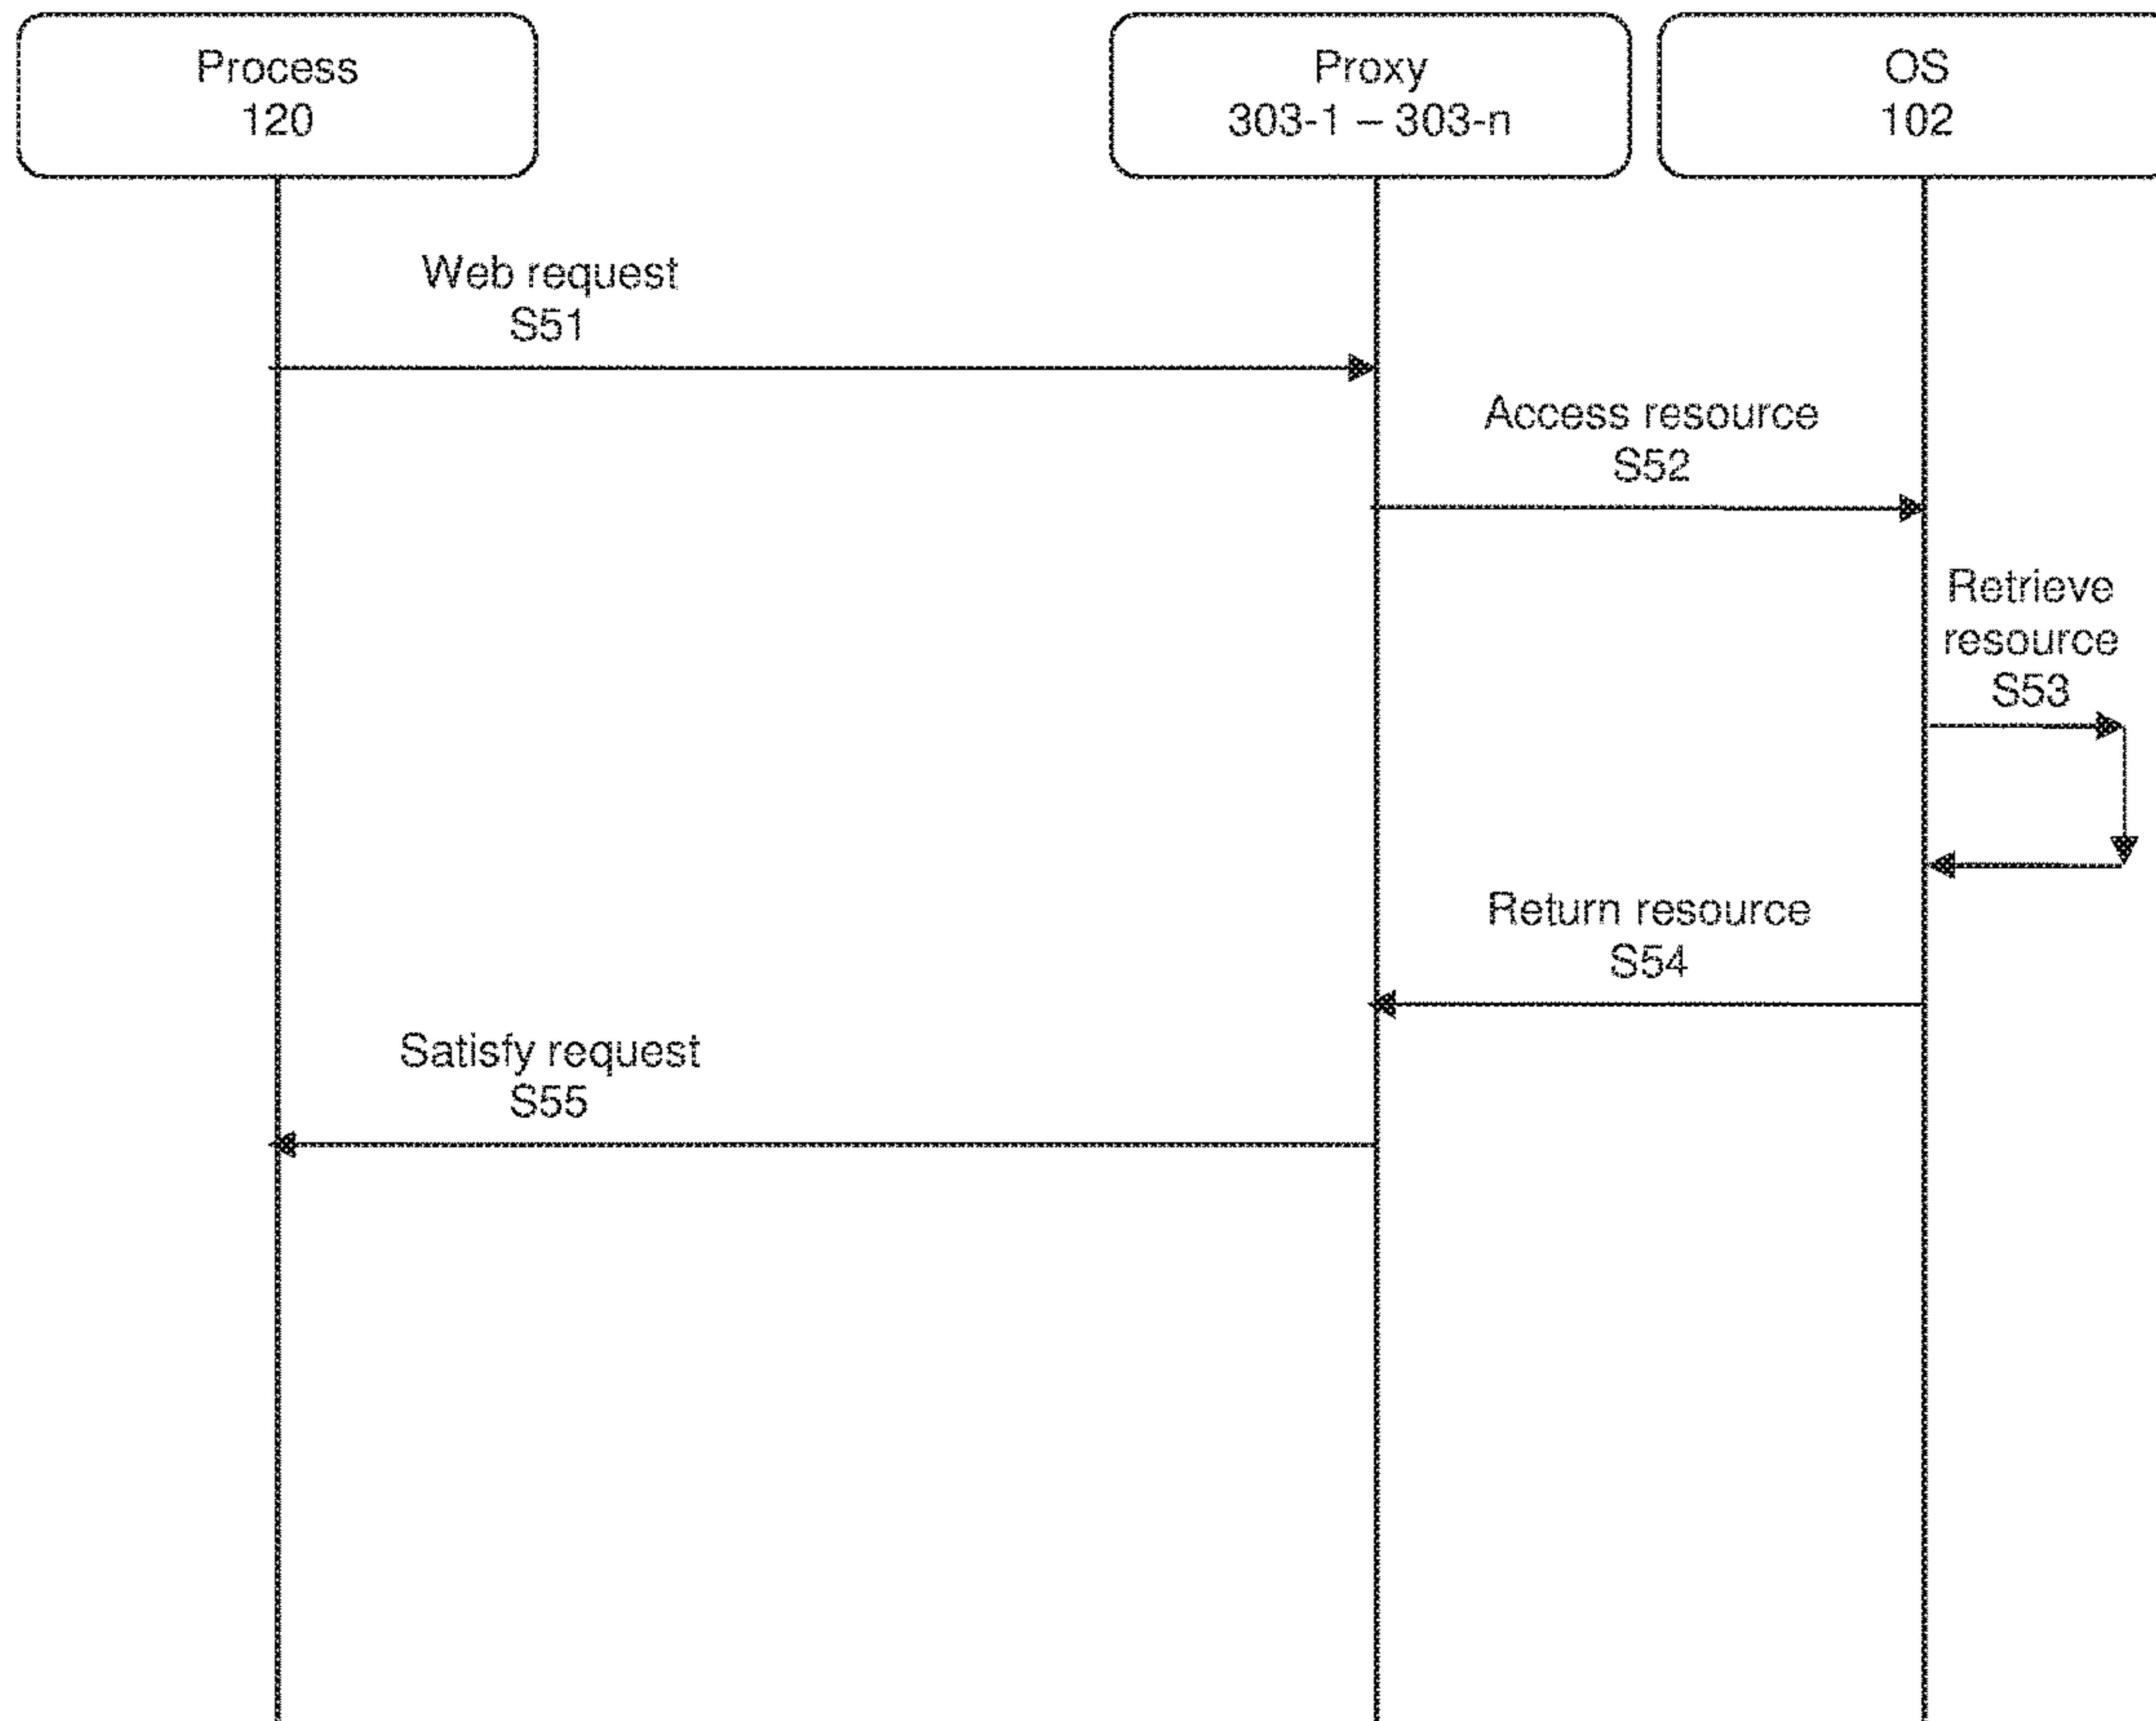 Process
120
Proxy
303-1 – 303-n
OS
102
Web request
S51
Access resource
S52
Retrieve
resource
S53
Return resource
S54
Satisfy request
S55